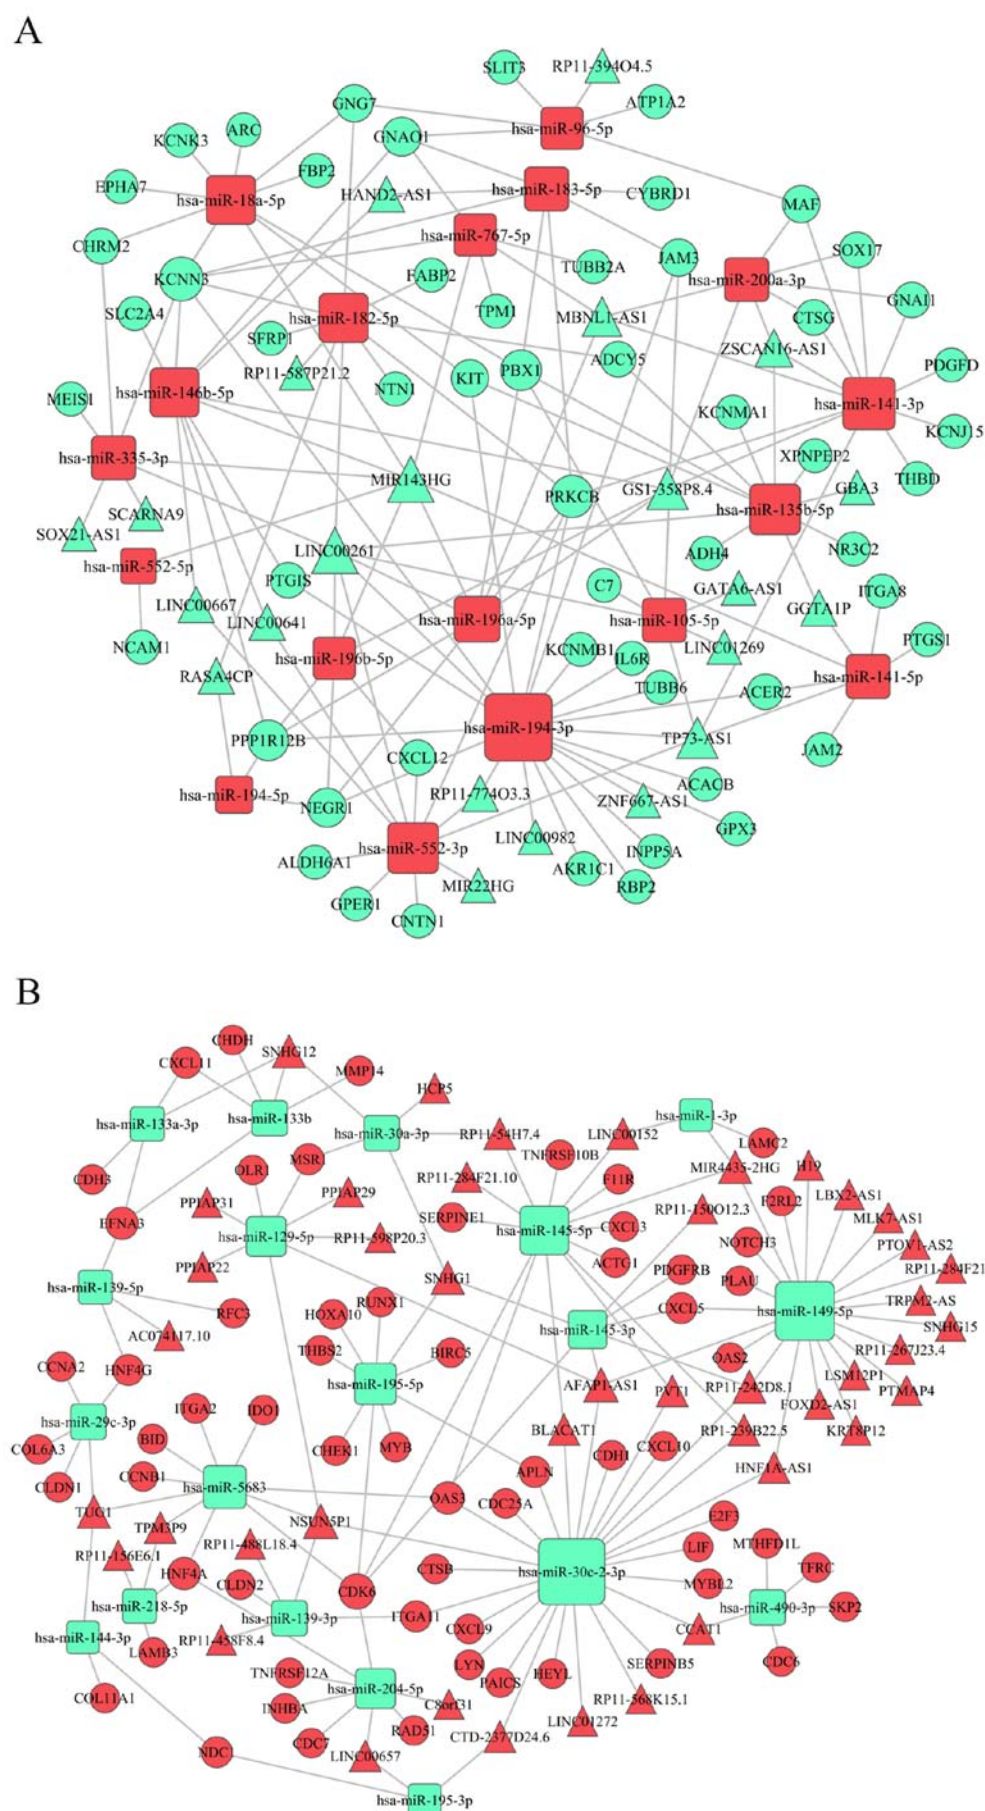 A
SLIT3
RP11-394O4.5
GNG7
ATP1A2
ARC
KCNK3
GNAO1
hsa-miR-96-5p
FBP2
EPHA7
hsa-miR-18a-5p
HAND2-AS1
hsa-miR-183-5p
CYBRD1
MAF
CHRM2
hsa-miR-767-5p
SOX17
KCNN3
FABP2
TUBB2A
JAM3
hsa-miR-200a-3p
GNAI1
SLC2A4
hsa-miR-182-5p
TPM1
MBNL1-AS1
CTSG
SFRP1
ADCY5
ZSCAN16-AS1
RP11-587P21.2
PDGFD
hsa-miR-146b-5p
NTN1
KIT
PBX1
MEIS1
KCNMA1
hsa-miR-141-3p
KCNJ15
hsa-miR-335-3p
XPNPEP2
MIR143HG
THBD
PRKCB
GS1-358P8.4
GBA3
SCARNA9
hsa-miR-135b-5p
SOX21-AS1
LINC00261
ADH4
NR3C2
hsa-miR-552-5p
PTGIS
C7
GATA6-AS1
ITGA8
LINC00667
GGTA1P
LINC00641
hsa-miR-196a-5p
hsa-miR-105-5p
PTGS1
NCAM1
hsa-miR-196b-5p
KCNMB1
LINC01269
IL6R
RASA4CP
hsa-miR-141-5p
TUBB6
ACER2
hsa-miR-194-3p
PPP1R12B
TP73-AS1
JAM2
CXCL12
ACACB
hsa-miR-194-5p
RP11-774O3.3
NEGR1
ZNF667-AS1
GPX3
LINC00982
hsa-miR-552-3p
INPP5A
ALDH6A1
AKR1C1
MIR22HG
RBP2
GPER1
CNTN1
B
CHDH
SNHG12
CXCL11
MMP14
HCP5
hsa-miR-133a-3p
hsa-miR-133b
hsa-miR-30a-3p
RP11-54H7.4
LINC00152
hsa-miR-1-3p
LAMC2
TNFRSF10B
MSR1
OLR1
MIR4435-2HG
H19
CDH3
RP11-284F21.10
F11R
PPIAP29
F2RL2
LBX2-AS1
PPIAP31
RP11-150O12.3
EFNA3
SERPINE1
CXCL3
MLK7-AS1
hsa-miR-129-5p
RP11-598P20.3
hsa-miR-145-5p
NOTCH3
PTOV1-AS2
ACTG1
PPIAP22
SNHG1
PDGFRB
RP11-284F21
hsa-miR-139-5p
PLAU
RUNX1
TRPM2-AS
HOXA10
CXCL5
hsa-miR-149-5p
RFC3
SNHG15
AC074117.10
hsa-miR-145-3p
THBS2
BIRC5
RP11-267J23.4
CCNA2
OAS2
HNF4G
LSM12P1
hsa-miR-195-5p
AFAP1-AS1
PVT1
RP11-242D8.1
PTMAP4
ITGA2
IDO1
FOXD2-AS1
hsa-miR-29c-3p
BLACAT1
RP1-239B22.5
KRT8P12
BID
COL6A3
CHEK1
MYB
CDH1
CXCL10
HNF1A-AS1
CCNB1
APLN
CLDN1
hsa-miR-5683
OAS3
CDC25A
TUG1
NSUN5P1
E2F3
TPM3P9
RP11-488L18.4
LIF
MTHFD1L
RP11-156E6.1
HNF4A
CTSB
hsa-miR-30c-2-3p
TFRC
CLDN2
CDK6
MYBL2
hsa-miR-218-5p
hsa-miR-139-3p
ITGA11
hsa-miR-490-3p
SKP2
CXCL9
CCAT1
hsa-miR-144-3p
RP11-458F8.4
LAMB3
LYN
SERPINB5
CDC6
TNFRSF12A
PAICS
HEYL
hsa-miR-204-5p
COL11A1
INHBA
C8orf31
RP11-568K15.1
RAD51
LINC01272
CDC7
CTD-2377D24.6
NDC1
LINC00657
hsa-miR-195-3p